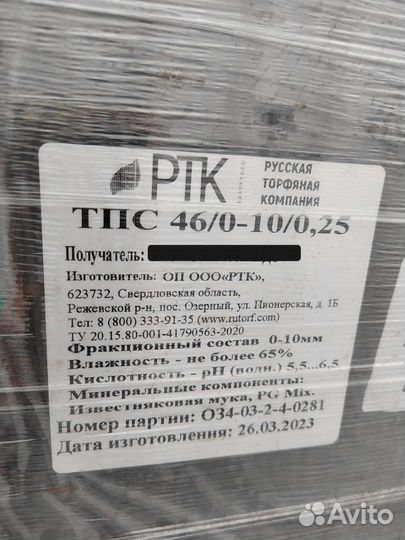 РТК
РУССКАЯ
ТОРФЯНАЯ
КОМПАНИЯ
ТПС 46/0-10/0,25
Получатель:
Изготовитель: ОП ООО«РТК»,
623732, Свердловская область,
Режевской р-н, пос. Озерный, ул. Пионерская, д. 1Б
Тел: 8 (800) 333-91-35 (www.rutorf.com)
ТУ 20.15.80-001-41790563-2020
Фракционный состав 0-10мм
Влажность - не более 65%
Кислотность - pH (водн.) 5,5...6,5
Минеральные компоненты:
Известняковая мука, PG Mix.
Номер партии: ОЗ4-03-2-4-0281
Дата изготовления: 26.03.2023
Avito